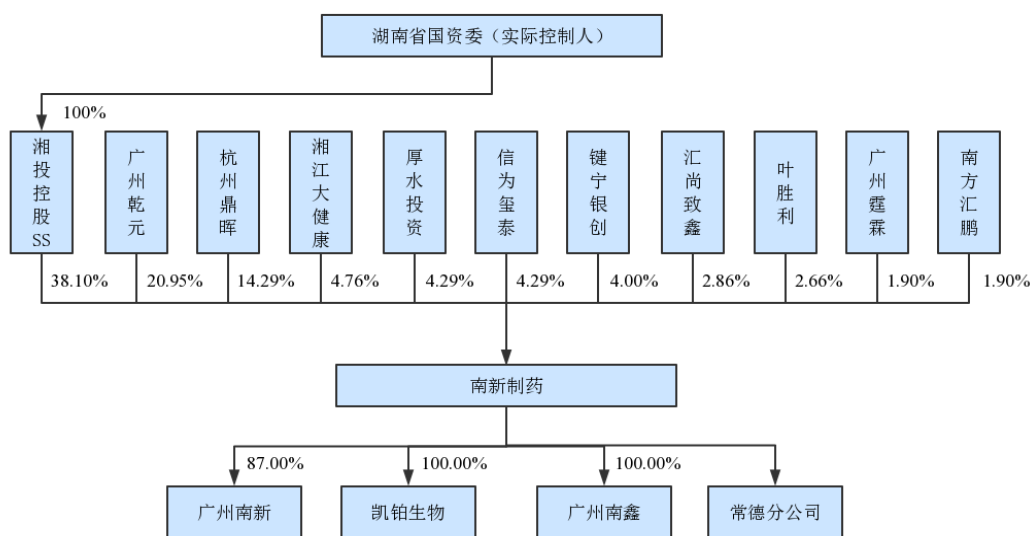 湖南省国资委（实际控制人）
100%
湘投控股SS
广州乾元
杭州鼎晖
湘江大健康
厚水投资
信为玺泰
键宁银创
汇尚致鑫
叶胜利
广州霆霖
南方汇鹏
38.10%
20.95%
14.29%
4.76%
4.29%
4.29%
4.00%
2.86%
2.66%
1.90%
1.90%
南新制药
87.00%
100.00%
100.00%
广州南新
凯铂生物
广州南鑫
常德分公司